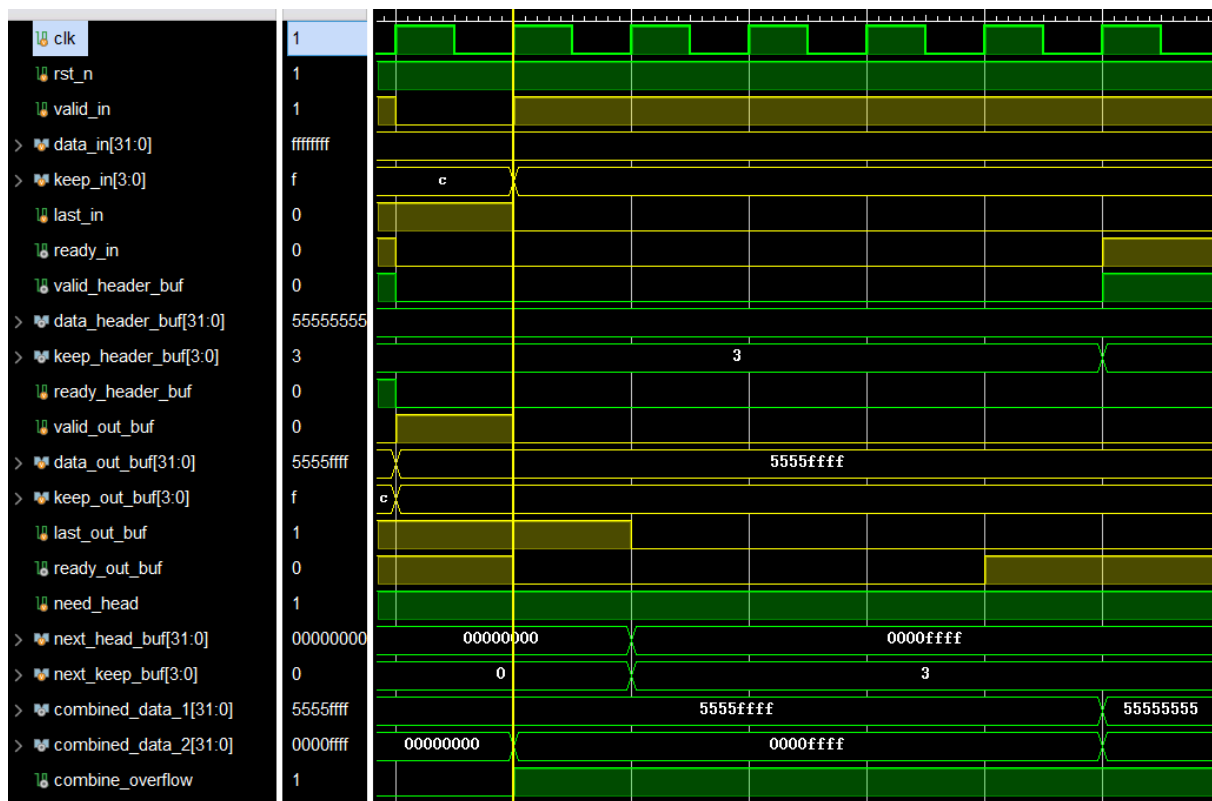 clk 1
rst_n 1
valid_in 1
data_in[31:0] ffffffff
keep_in[3:0] f c
last_in 0
ready_in 0
valid_header_buf 0
data_header_buf[31:0] 55555555
keep_header_buf[3:0] 3 3
ready_header_buf 0
valid_out_buf 0
data_out_buf[31:0] 5555ffff 5555ffff
keep_out_buf[3:0] f c
last_out_buf 1
ready_out_buf 0
need_head 1
next_head_buf[31:0] 00000000 00000000 0000ffff
next_keep_buf[3:0] 0 0 3
combined_data_1[31:0] 5555ffff 5555ffff 55555555
combined_data_2[31:0] 0000ffff 00000000 0000ffff
combine_overflow 1